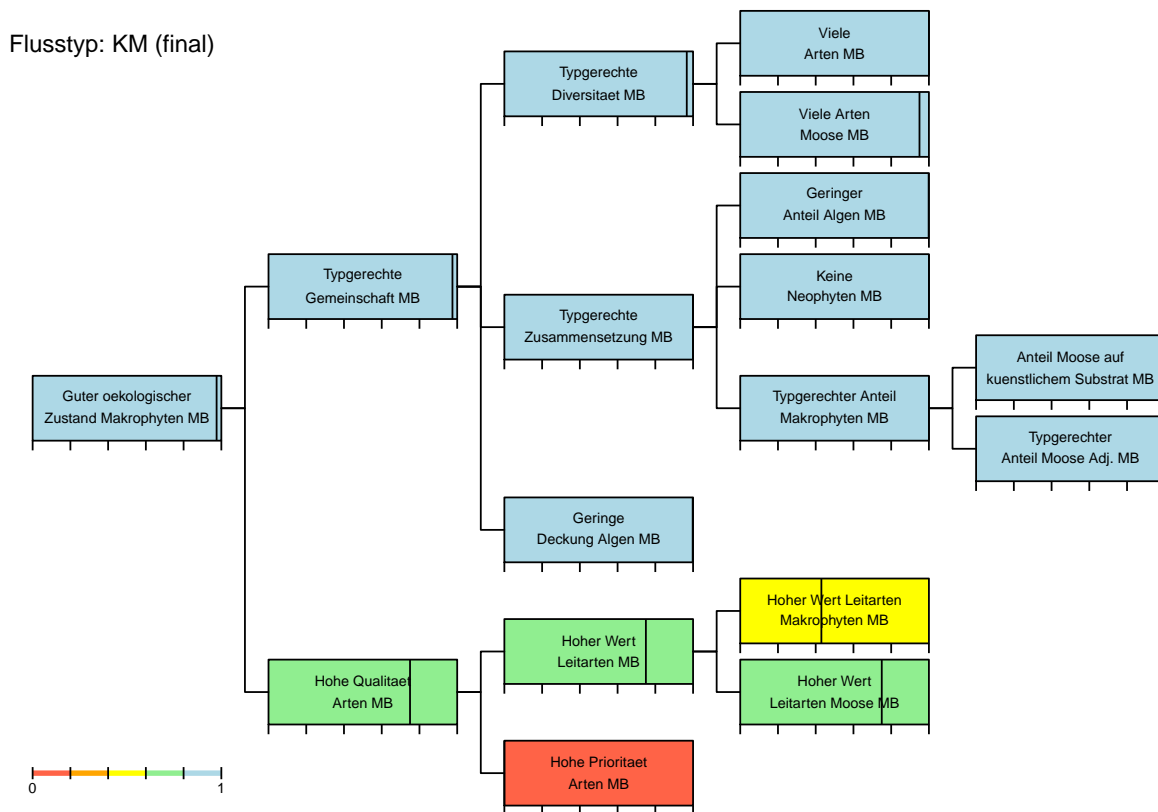 Flusstyp: KM (final)
Viele
Arten MB
Typgerechte
Diversitaet MB
Viele Arten
Moose MB
Geringer
Anteil Algen MB
Typgerechte
Gemeinschaft MB
Keine
Neophyten MB
Typgerechte
Zusammensetzung MB
Anteil Moose auf
kuenstlichem Substrat MB
Guter oekologischer
Zustand Makrophyten MB
Typgerechter Anteil
Makrophyten MB
Typgerechter
Anteil Moose Adj. MB
Geringe
Deckung Algen MB
Hoher Wert Leitarten
Makrophyten MB
Hoher Wert
Leitarten MB
Hohe Qualitaet
Arten MB
Hoher Wert
Leitarten Moose MB
Hohe Prioritaet
Arten MB
0 1